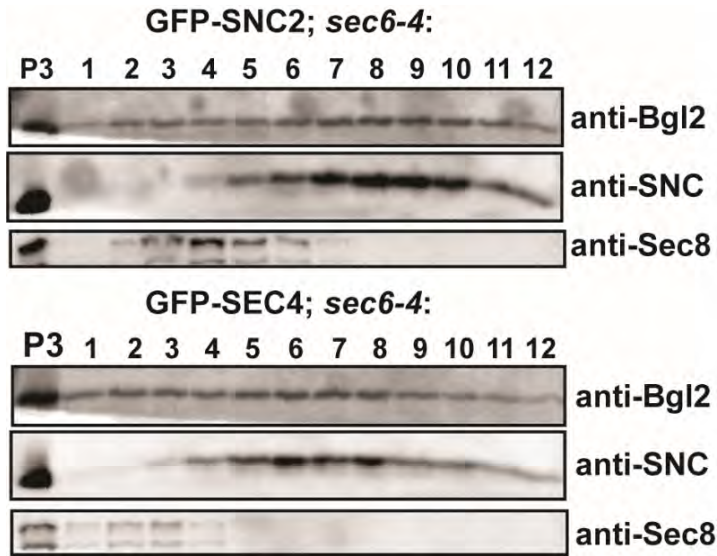 GFP-SNC2; sec6-4:
P3 1 2 3 4 5 6 7 8 9 10 11 12
anti-Bgl2
anti-SNC
anti-Sec8
GFP-SEC4; sec6-4:
P3 1 2 3 4 5 6 7 8 9 10 11 12
anti-Bgl2
anti-SNC
anti-Sec8